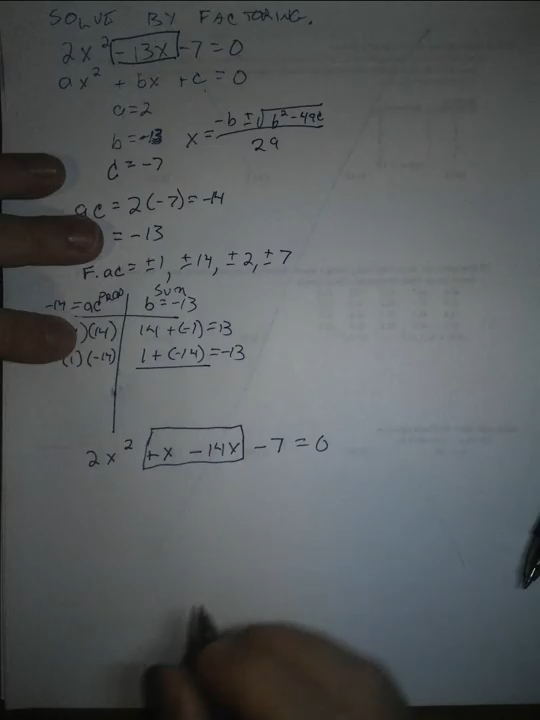 SOLVE BY FACTORING.
2x² -13x -7 = 0
ax² + bx + c = 0
a = 2
b = -13 x = -b ± √b² - 4ac / 2a
c = -7
ac = 2(-7) = -14
= -13
F. ac = ±1, ±14, ±2, ±7
PROD SUM
-14 = ac b = -13
)(14) 14 + (-1) = 13
(1)(-14) 1 + (-14) = -13
2x² +x -14x -7 = 0